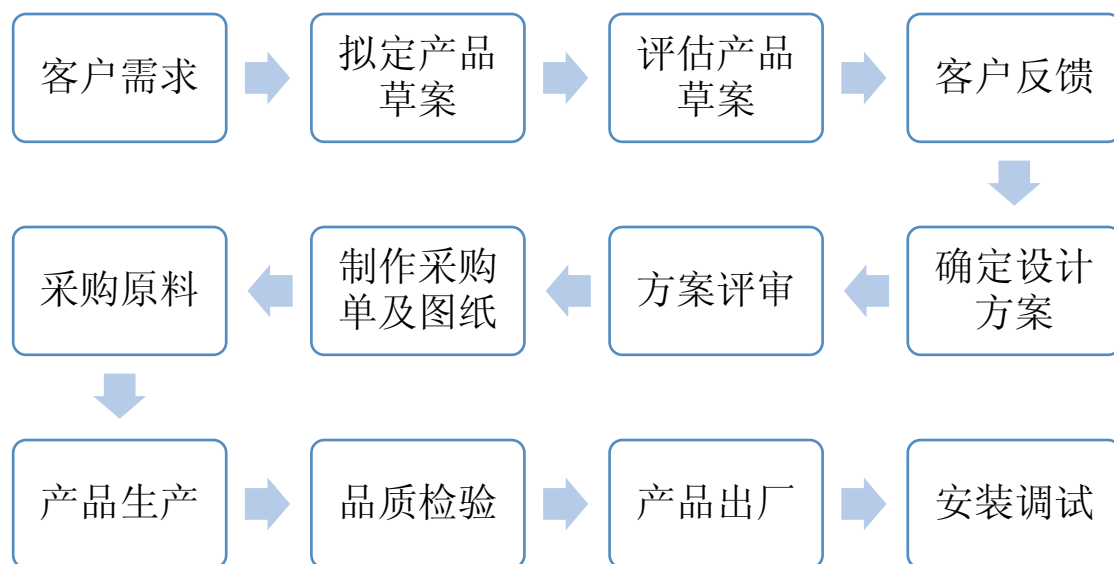 客户需求
拟定产品
草案
评估产品
草案
客户反馈
确定设计
方案
方案评审
制作采购
单及图纸
采购原料
产品生产
品质检验
产品出厂
安装调试